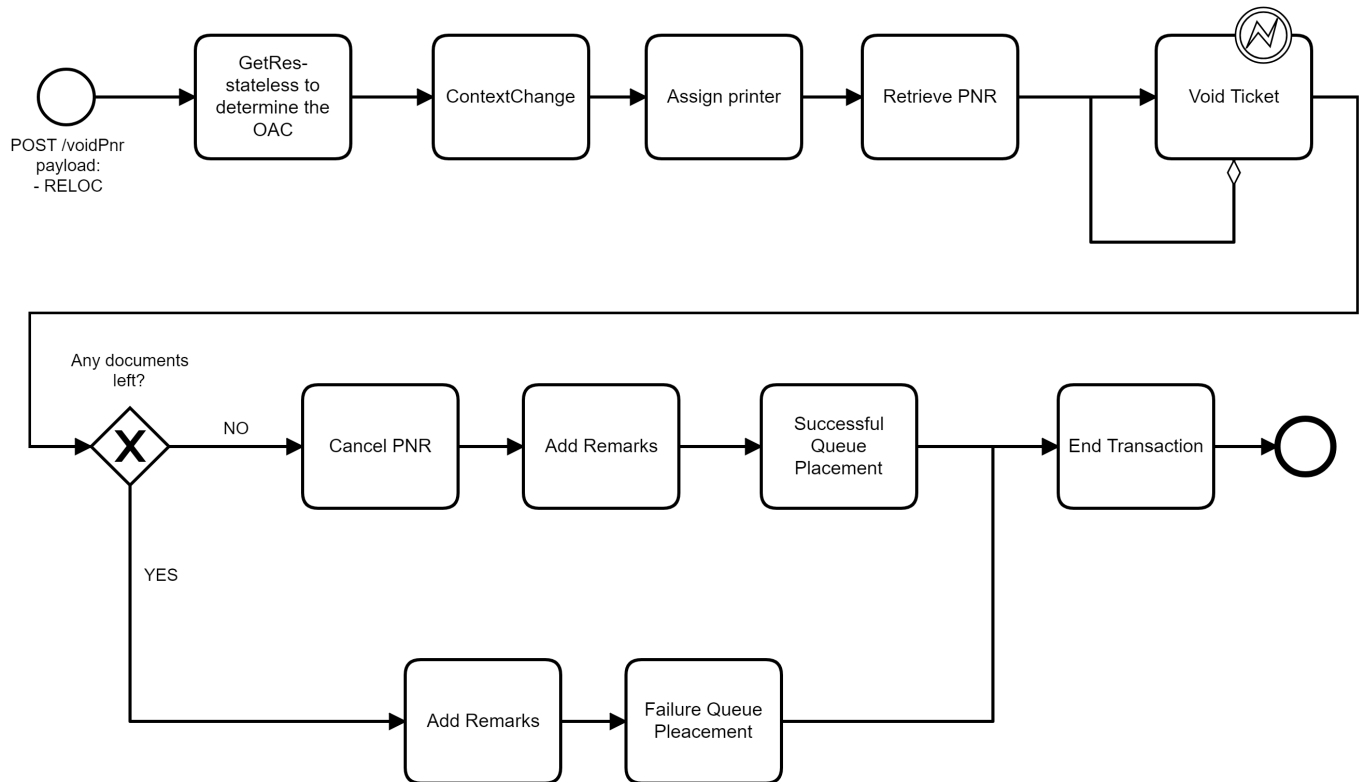 GetRes-
stateless to
determine the
OAC
ContextChange
Assign printer
Retrieve PNR
Void Ticket
POST /voidPnr
payload:
- RELOC
Any documents
left?
NO
Cancel PNR
Add Remarks
Successful
Queue
Placement
End Transaction
YES
Add Remarks
Failure Queue
Pleacement